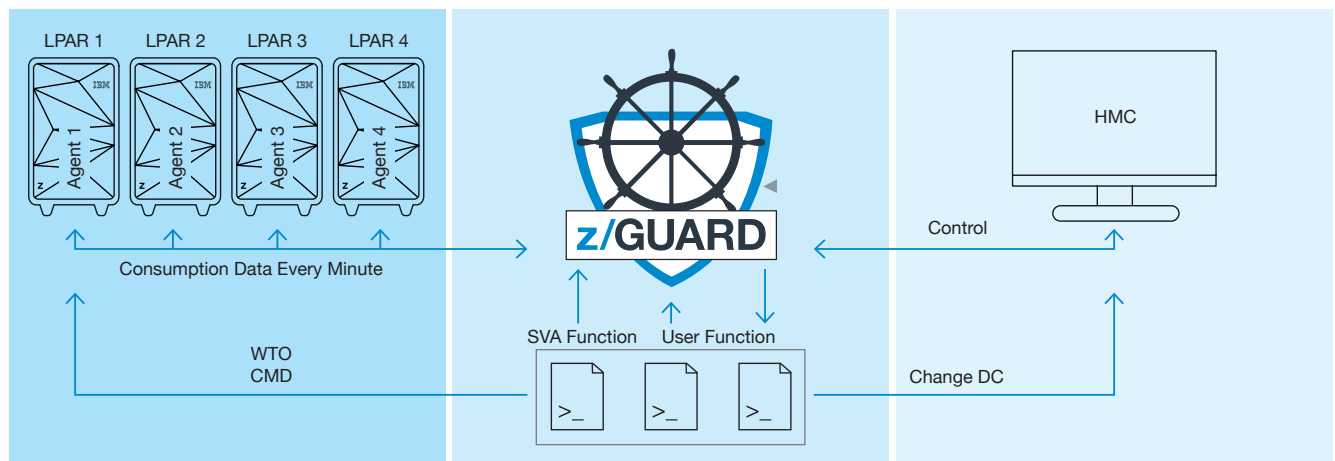 LPAR 1 LPAR 2 LPAR 3 LPAR 4
IBM IBM IBM IBM
Agent 1 Agent 2 Agent 3 Agent 4
z z z z
HMC
z/GUARD
Control
Consumption Data Every Minute
SVA Function User Function
WTO
CMD
Change DC
>_ >_ >_